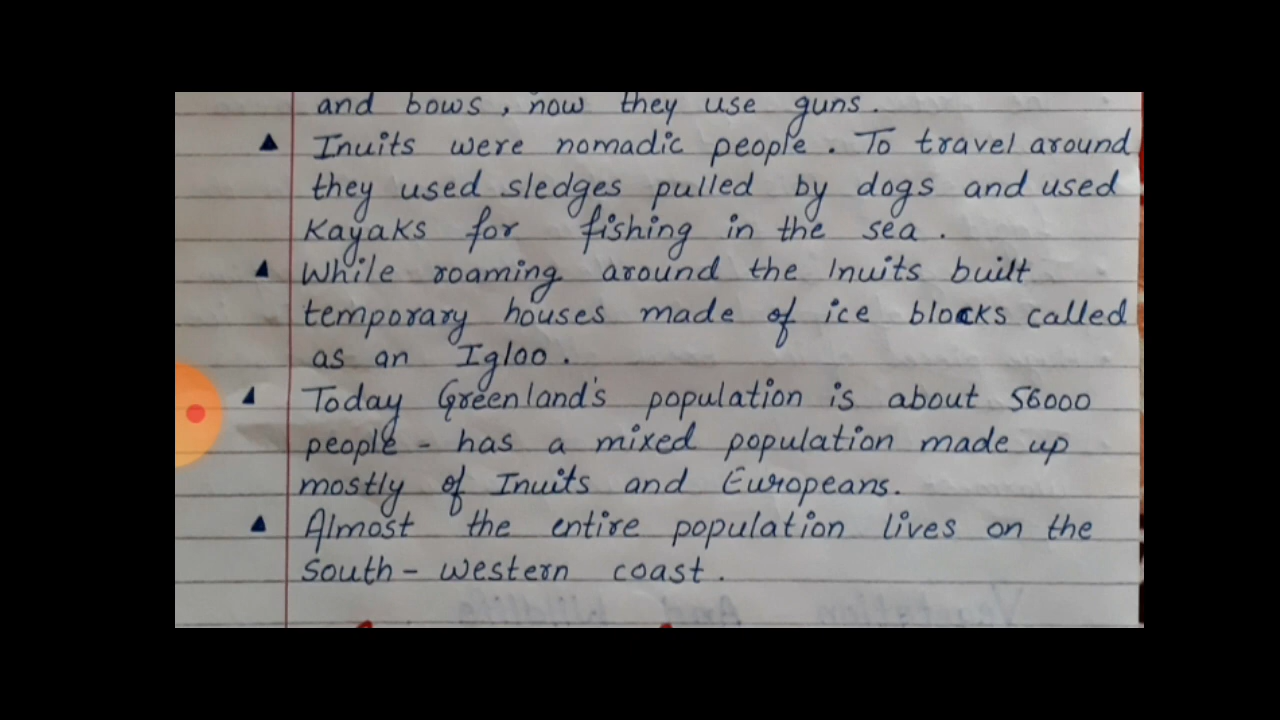 and bows, now they use guns.
▲ Inuits were nomadic people. To travel around
they used sledges pulled by dogs and used
Kayaks for fishing in the sea.
▲ While roaming around the Inuits built
temporary houses made of ice blocks called
as an Igloo.
▲ Today Greenland's population is about 56000
people - has a mixed population made up
mostly of Inuits and Europeans.
▲ Almost the entire population lives on the
South-western coast.
Vegetation And Wildlife